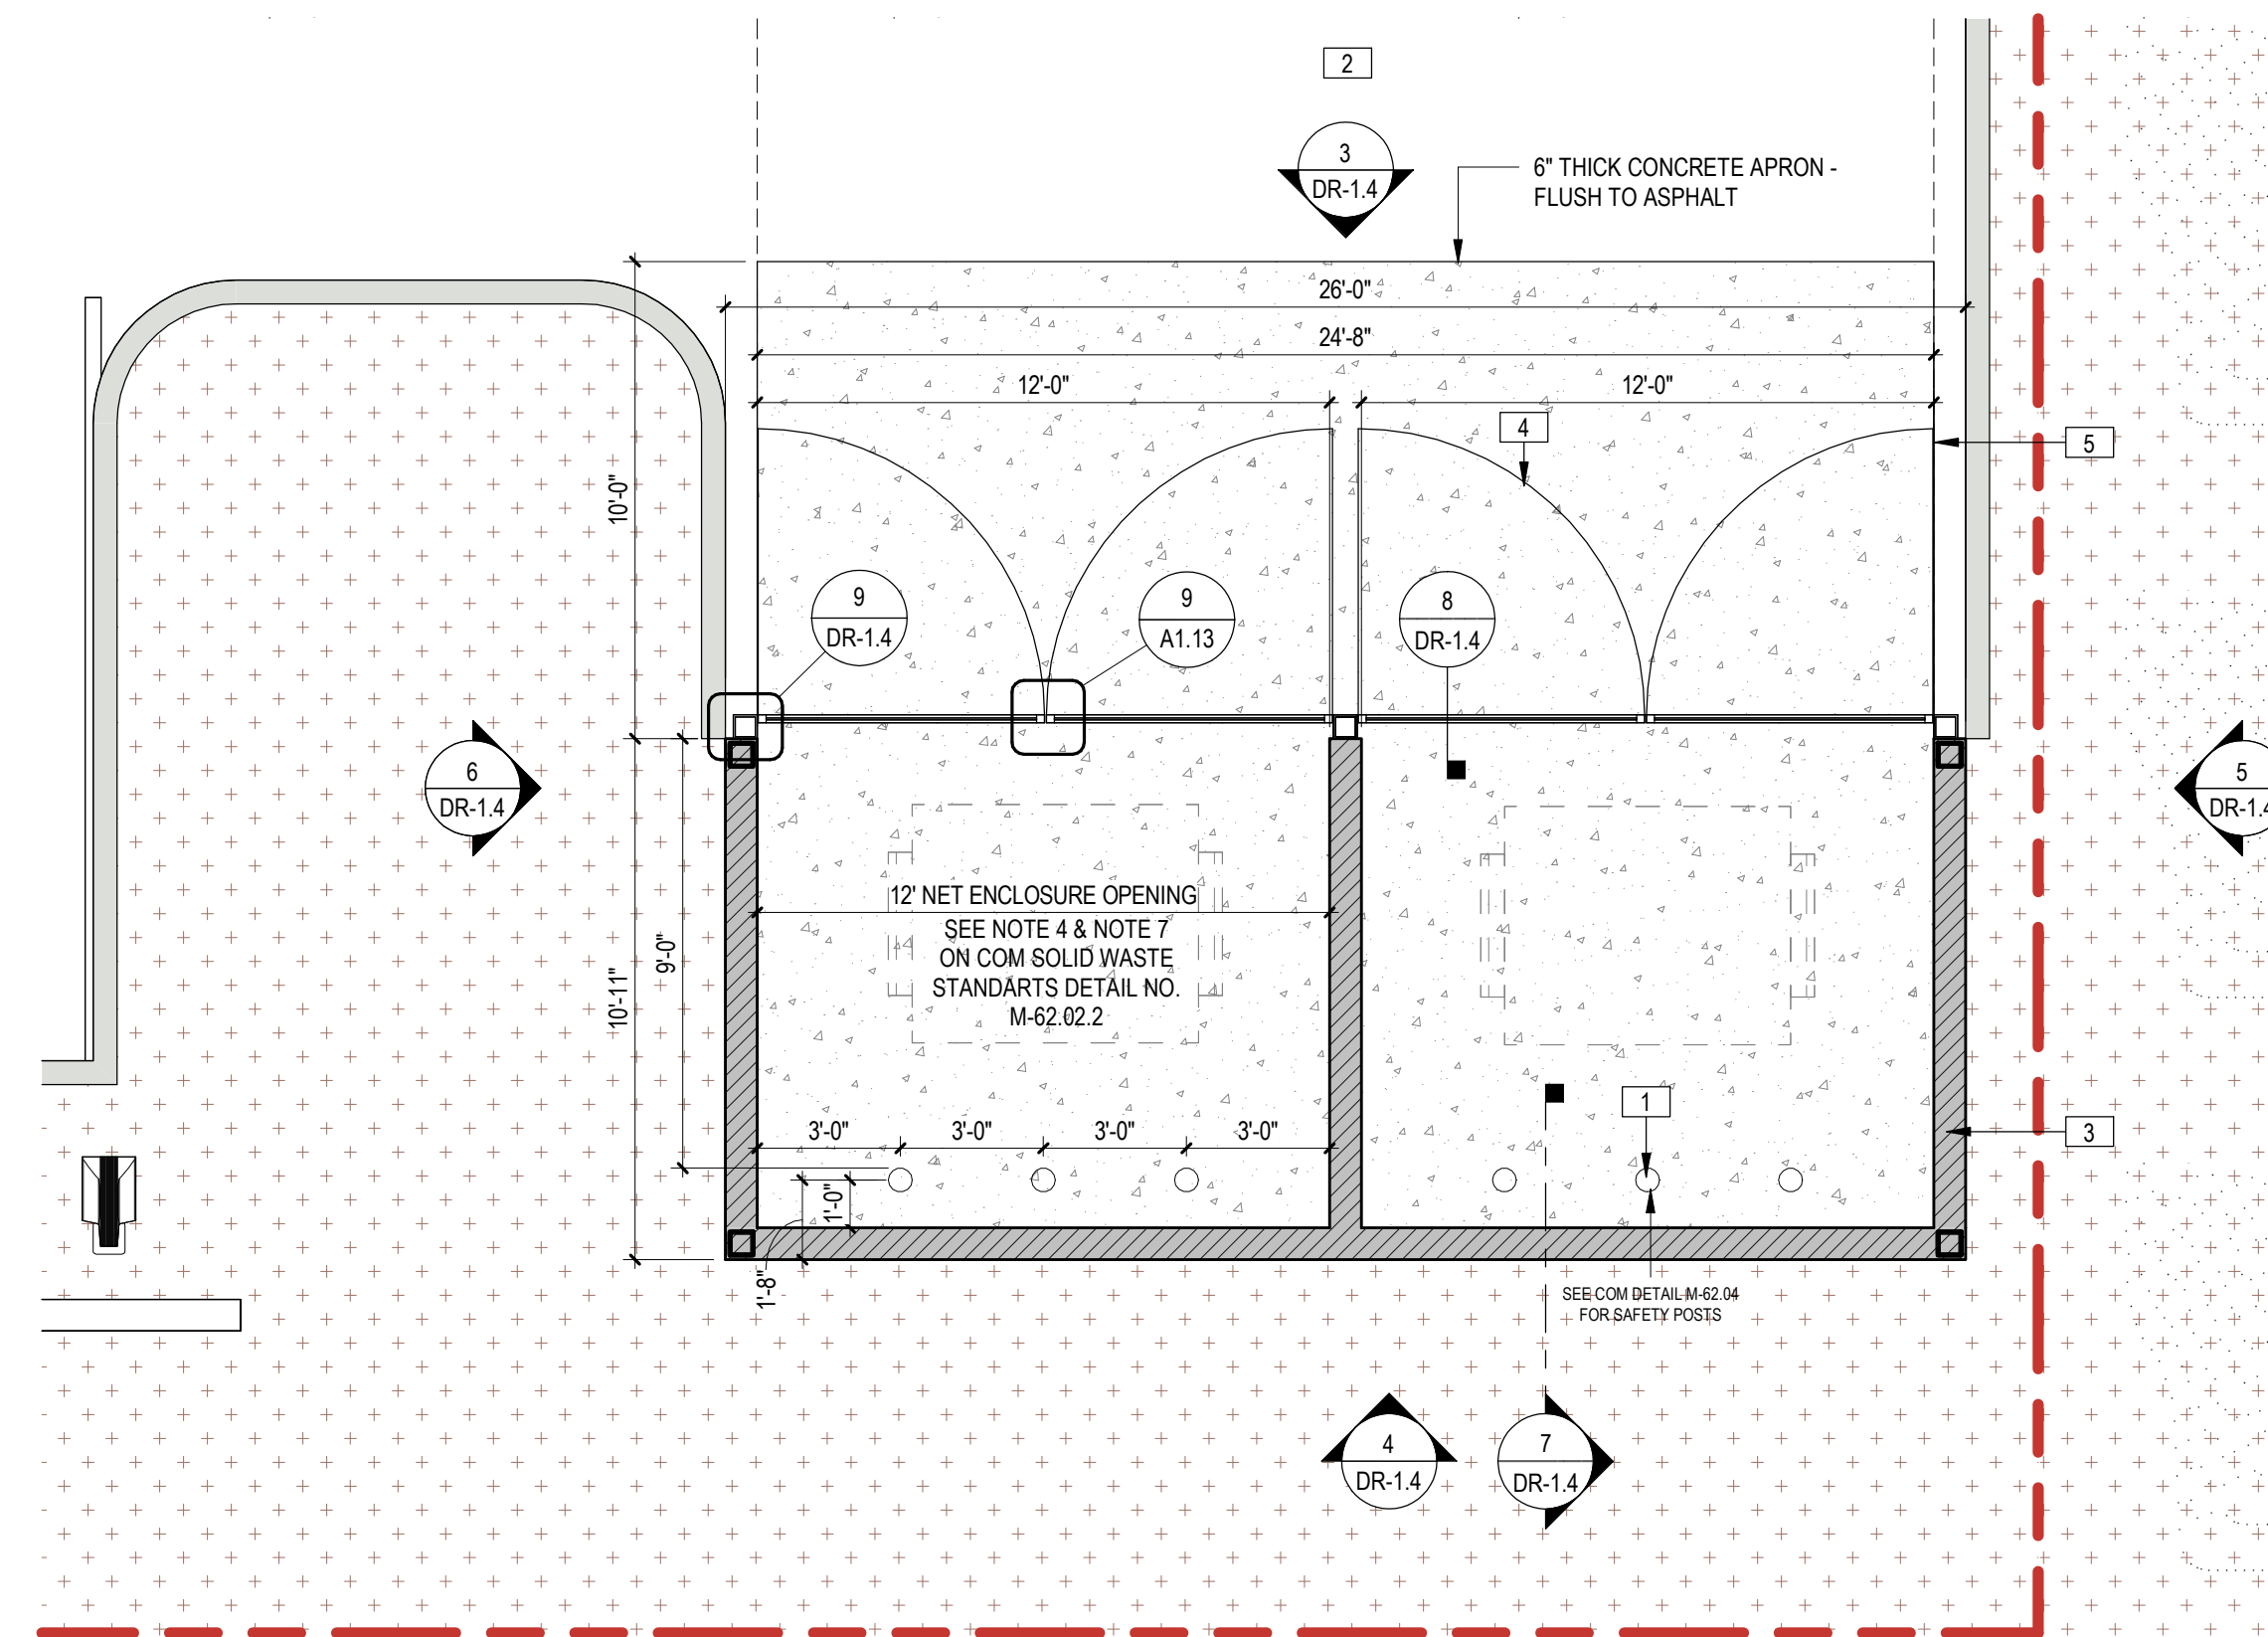 2
3
DR-1.4
6" THICK CONCRETE APRON -
FLUSH TO ASPHALT
26'-0"
24'-8"
12'-0"
12'-0"
4
5
10'-0"
9
DR-1.4
9
A1.13
8
DR-1.4
6
DR-1.4
5
DR-1.4
12' NET ENCLOSURE OPENING
SEE NOTE 4 & NOTE 7
ON COM SOLID WASTE
STANDARTS DETAIL NO.
M-62.02.2
9'-0"
10'-11"
1
3
3'-0"
3'-0"
3'-0"
3'-0"
1'-0"
1'-8"
SEE COM DETAIL M-62.04
FOR SAFETY POSTS
4
DR-1.4
7
DR-1.4